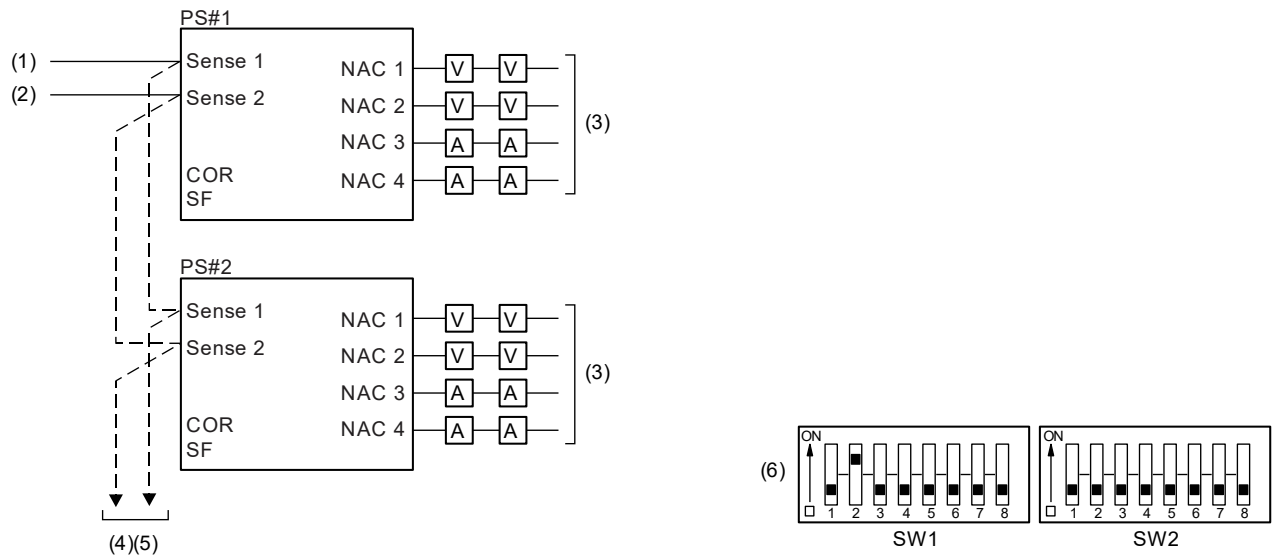 PS#1
(1)
Sense 1
NAC 1
V
V
(2)
Sense 2
NAC 2
V
V
(3)
NAC 3
A
A
COR
NAC 4
A
A
SF
PS#2
Sense 1
NAC 1
V
V
Sense 2
NAC 2
V
V
(3)
NAC 3
A
A
COR
NAC 4
A
A
SF
(4)(5)
(6)
ON
1 2 3 4 5 6 7 8
SW1
ON
1 2 3 4 5 6 7 8
SW2